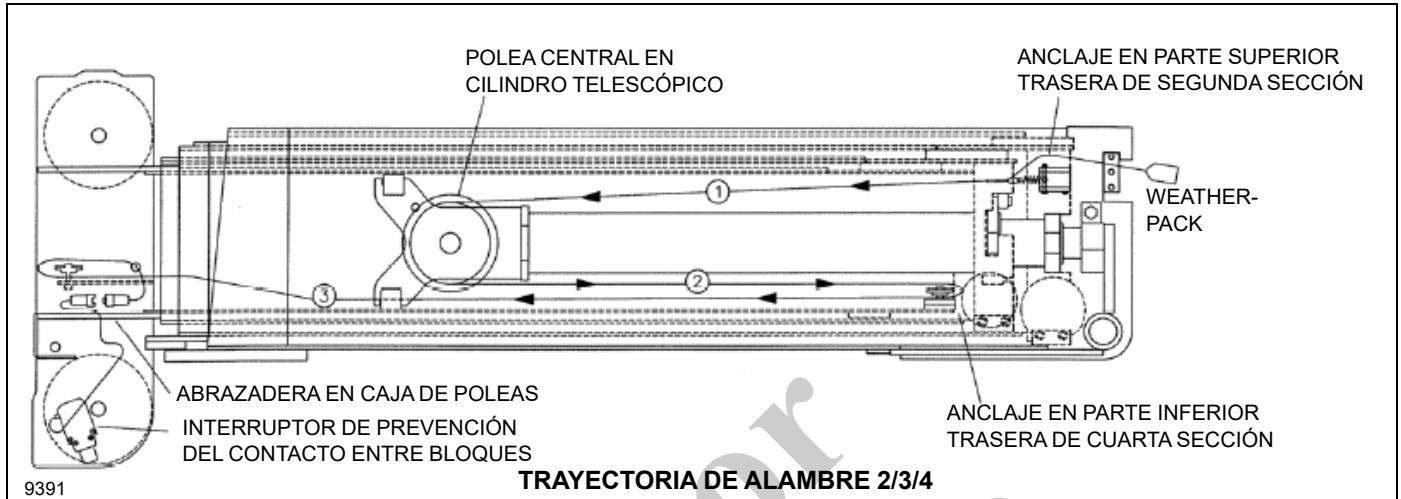 POLEA CENTRAL EN
CILINDRO TELESCÓPICO
ANCLAJE EN PARTE SUPERIOR
TRASERA DE SEGUNDA SECCIÓN
1
WEATHER-
PACK
2
3
ABRAZADERA EN CAJA DE POLEAS
INTERRUPTOR DE PREVENCIÓN
DEL CONTACTO ENTRE BLOQUES
ANCLAJE EN PARTE INFERIOR
TRASERA DE CUARTA SECCIÓN
TRAYECTORIA DE ALAMBRE 2/3/4
9391